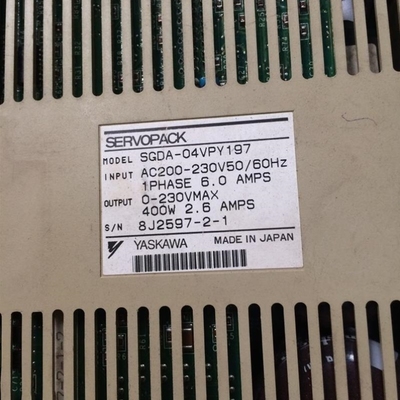 SERVOPACK
MODEL SGDA-04VPY197
INPUT AC200-230V50/60Hz
1PHASE 6.0 AMPS
OUTPUT 0-230VMAX
400W 2.6 AMPS
S/N 8J2597-2-1
YASKAWA MADE IN JAPAN